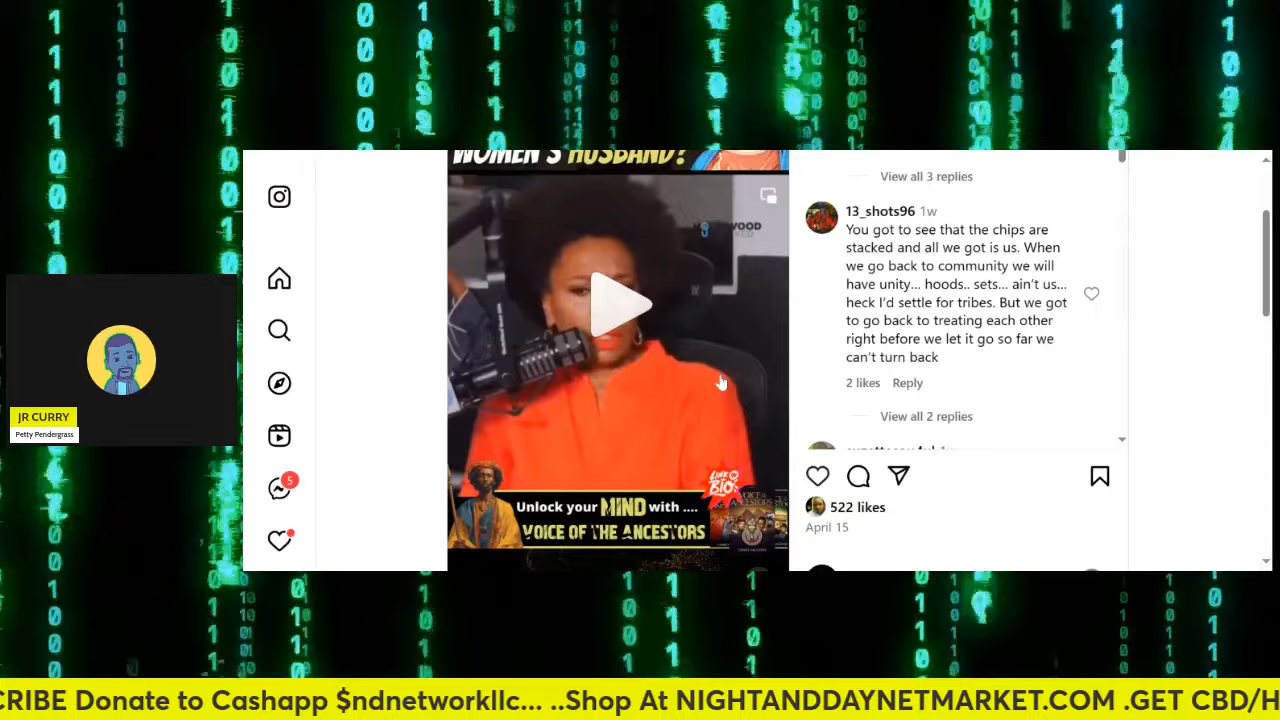 WOMEN'S HUSBAND?
View all 3 replies
13_shots96 1w
You got to see that the chips are
stacked and all we got is us. When
we go back to community we will
have unity... hoods.. sets... ain't us...
heck I'd settle for tribes. But we got
to go back to treating each other
right before we let it go so far we
can't turn back
2 likes Reply
View all 2 replies
5
LINK IN
BIO
Unlock your MIND with ....
VOICE OF THE ANCESTORS
522 likes
April 15
JR CURRY
Petty Pendergrass
CRIBE Donate to Cashapp $ndnetworkllc... ..Shop At NIGHTANDDAYNETMARKET.COM .GET CBD/H